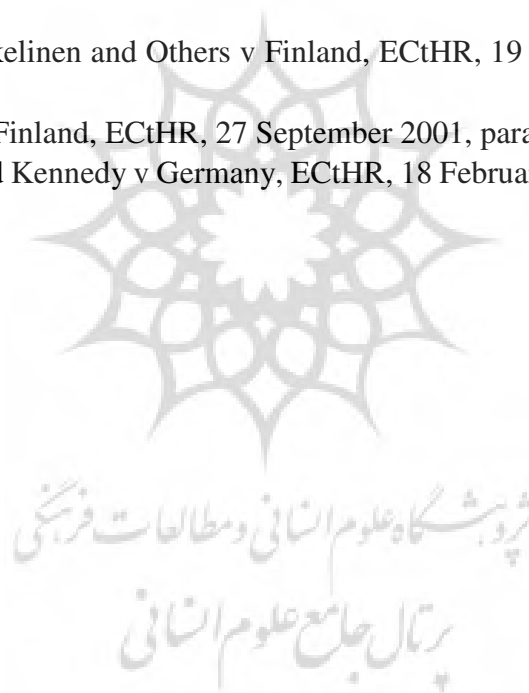 kelinen and Others v Finland, ECtHR, 19
Finland, ECtHR, 27 September 2001, para
d Kennedy v Germany, ECtHR, 18 Februa
پژوهشگاه علوم انسانی و مطالعات فرهنگی
پرتال جامع علوم انسانی